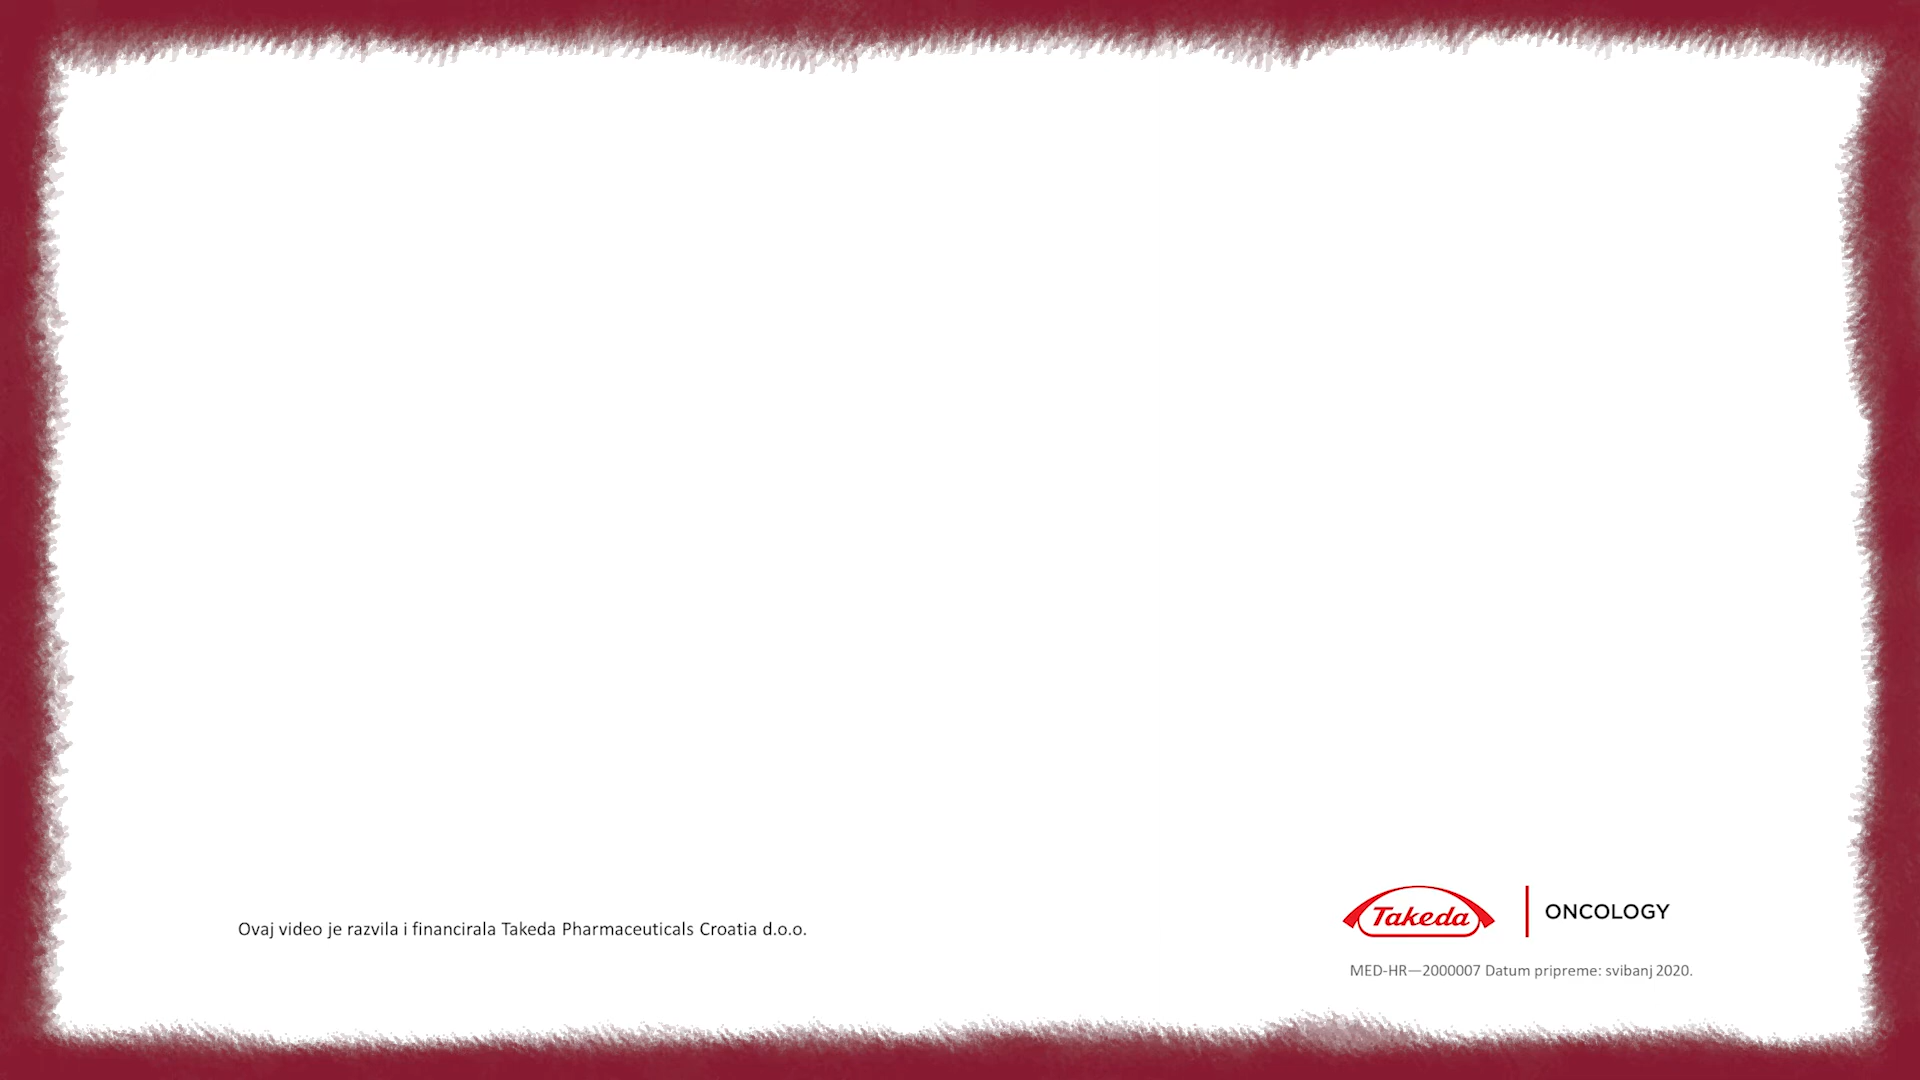 Ovaj video je razvila i financirala Takeda Pharmaceuticals Croatia d.o.o.
Takeda ONCOLOGY
MED-HR—2000007 Datum pripreme: svibanj 2020.